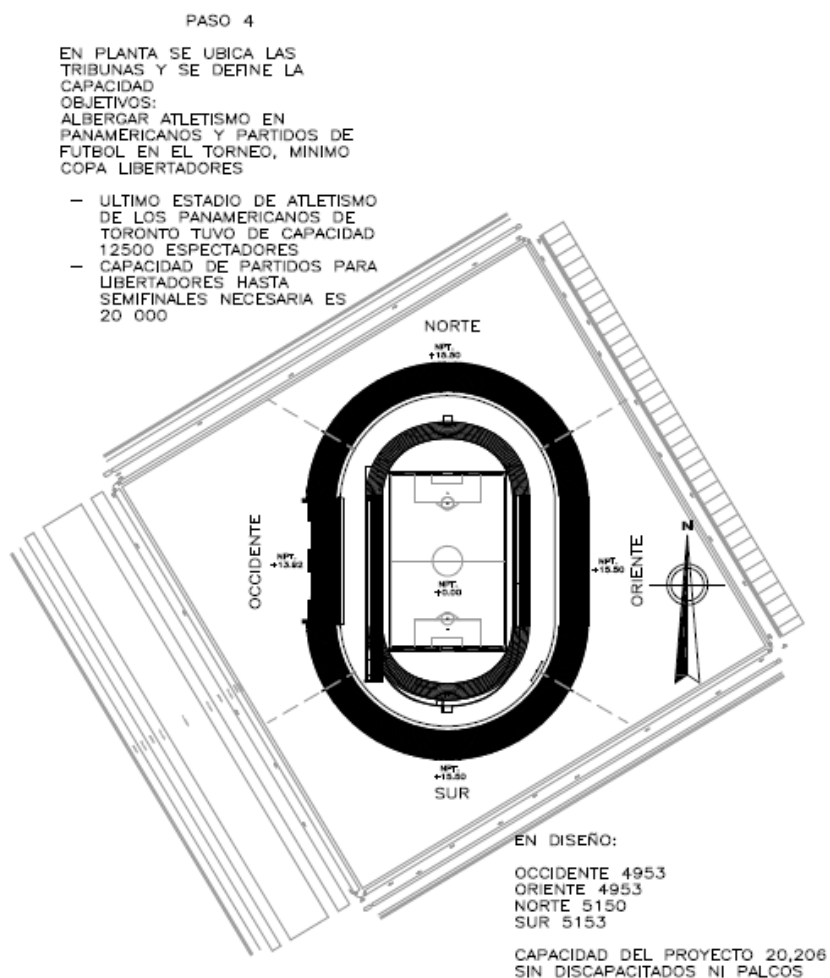 PASO 4
EN PLANTA SE UBICA LAS
TRIBUNAS Y SE DEFINE LA
CAPACIDAD
OBJETIVOS:
ALBERGAR ATLETISMO EN
PANAMERICANOS Y PARTIDOS DE
FUTBOL EN EL TORNEO, MINIMO
COPA LIBERTADORES
- ULTIMO ESTADIO DE ATLETISMO
DE LOS PANAMERICANOS DE
TORONTO TUVO DE CAPACIDAD
12500 ESPECTADORES
- CAPACIDAD DE PARTIDOS PARA
LIBERTADORES HASTA
SEMIFINALES NECESARIA ES
20 000
NORTE
NPT.
+15.50
OCCIDENTE
NPT.
+13.92
NPT.
+0.00
NPT.
+15.50
ORIENTE
N
NPT.
+15.50
SUR
EN DISEÑO:
OCCIDENTE 4953
ORIENTE 4953
NORTE 5150
SUR 5153
CAPACIDAD DEL PROYECTO 20,206
SIN DISCAPACITADOS NI PALCOS